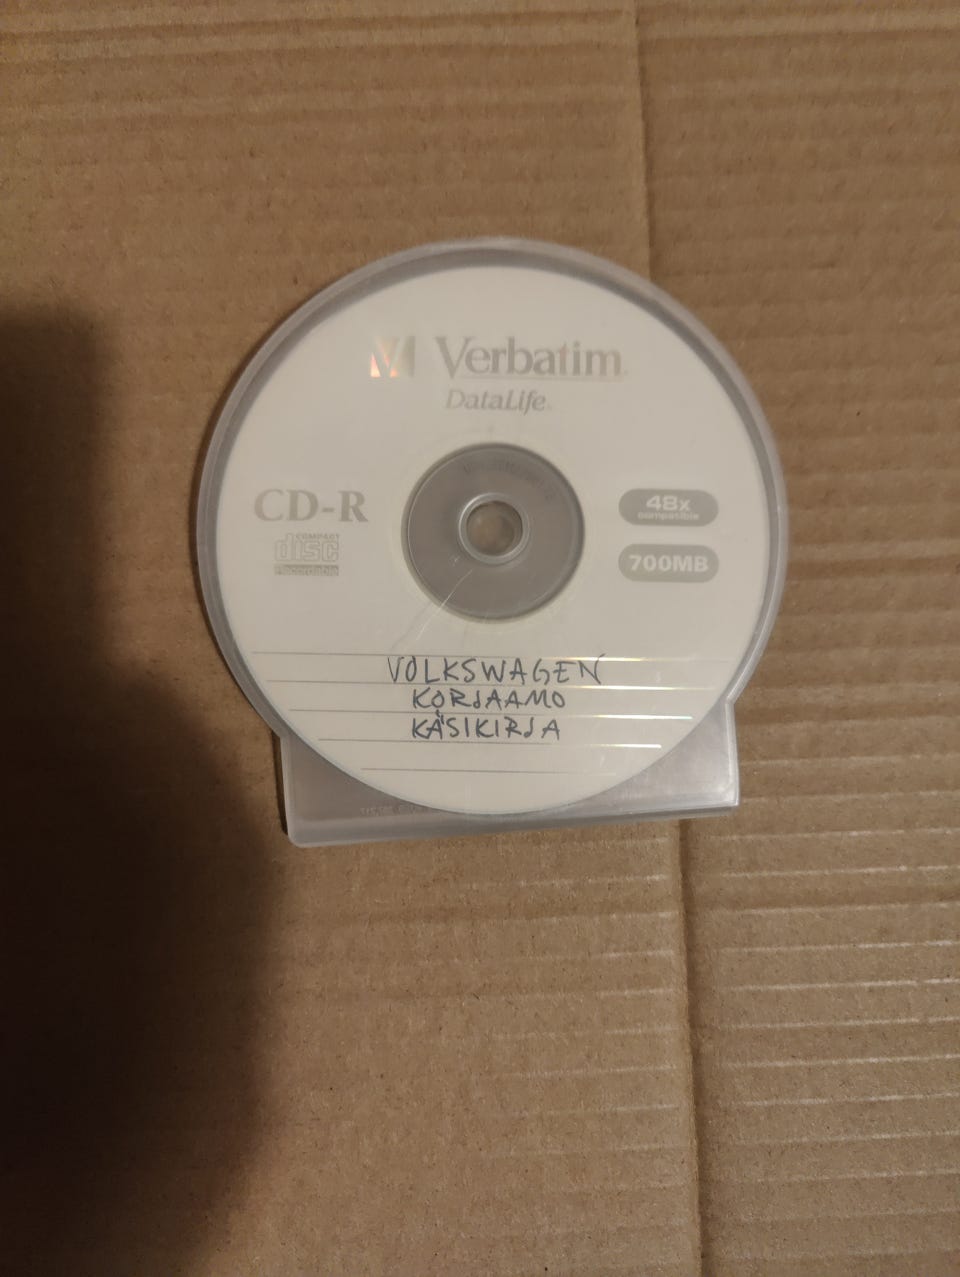 Verbatim
DataLife
CD-R
COMPACT
disc
Recordable
48x
compatible
700MB
VOLKSWAGEN
KORJAAMO
KÄSIKIRJA